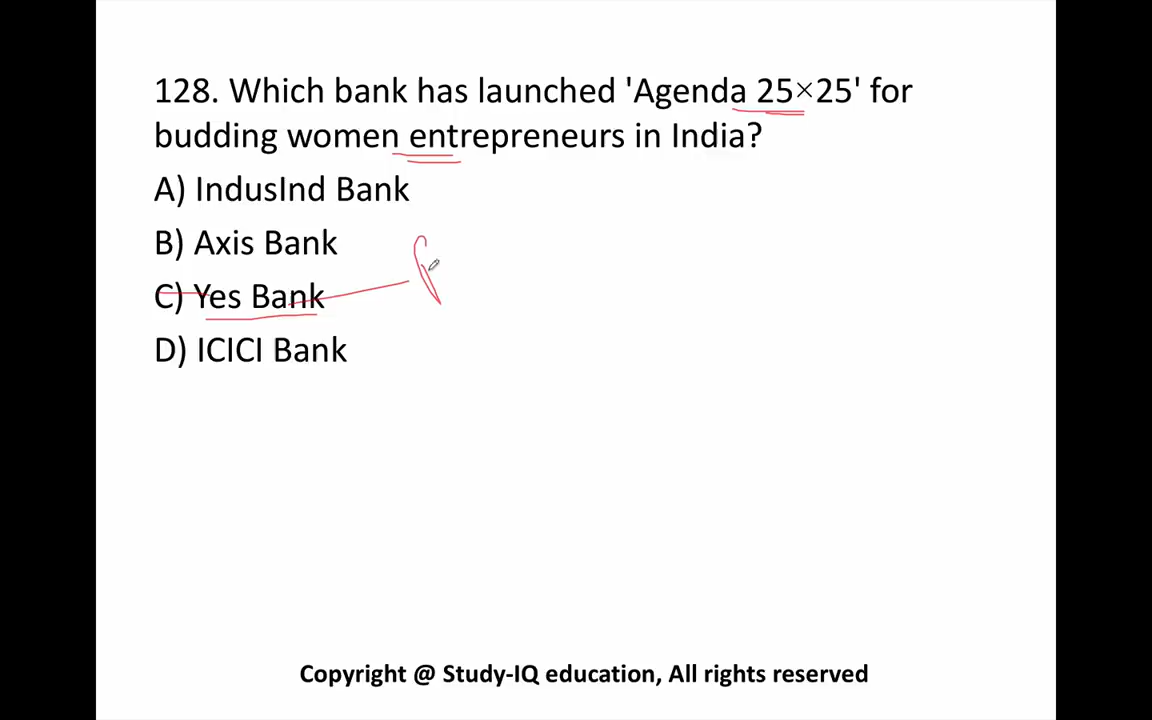 128. Which bank has launched 'Agenda 25×25' for
budding women entrepreneurs in India?
A) IndusInd Bank
B) Axis Bank
C) Yes Bank
D) ICICI Bank
Copyright @ Study-IQ education, All rights reserved